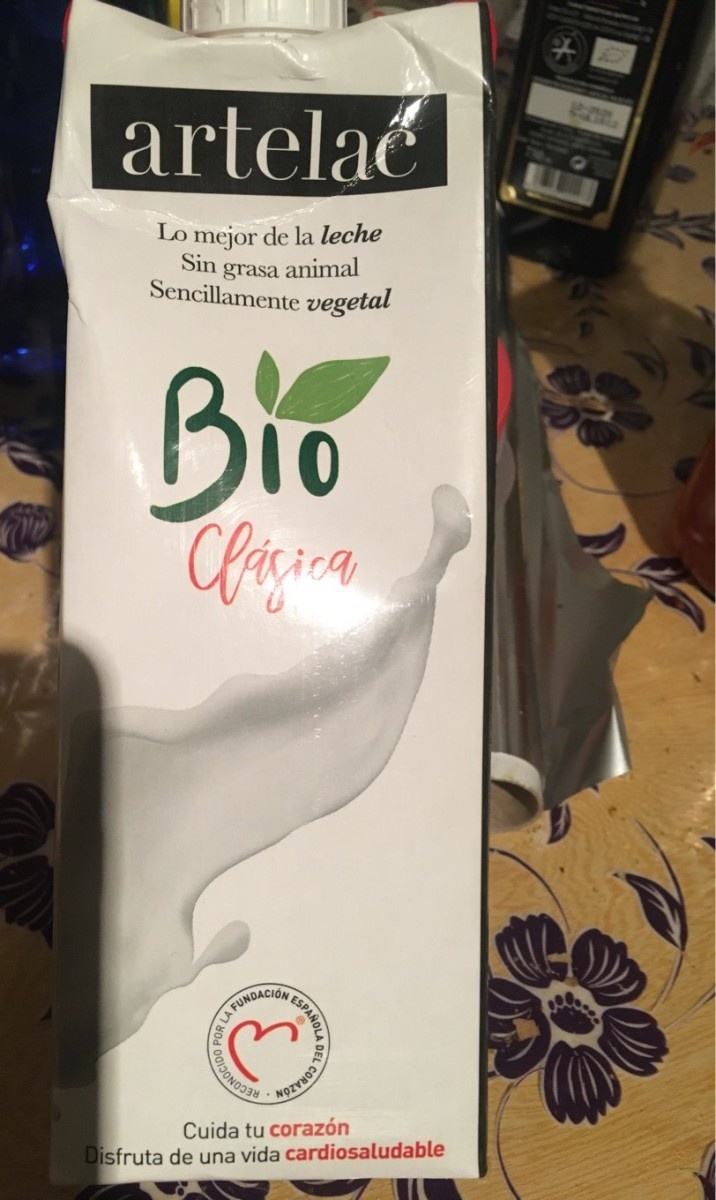 artelac
Lo mejor de la leche
Sin grasa animal
Sencillamente vegetal
Bio
Clásica
RECONOCIDO POR LA FUNDACIÓN ESPAÑOLA DEL CORAZÓN
®
Cuida tu corazón
Disfruta de una vida cardiosaludable